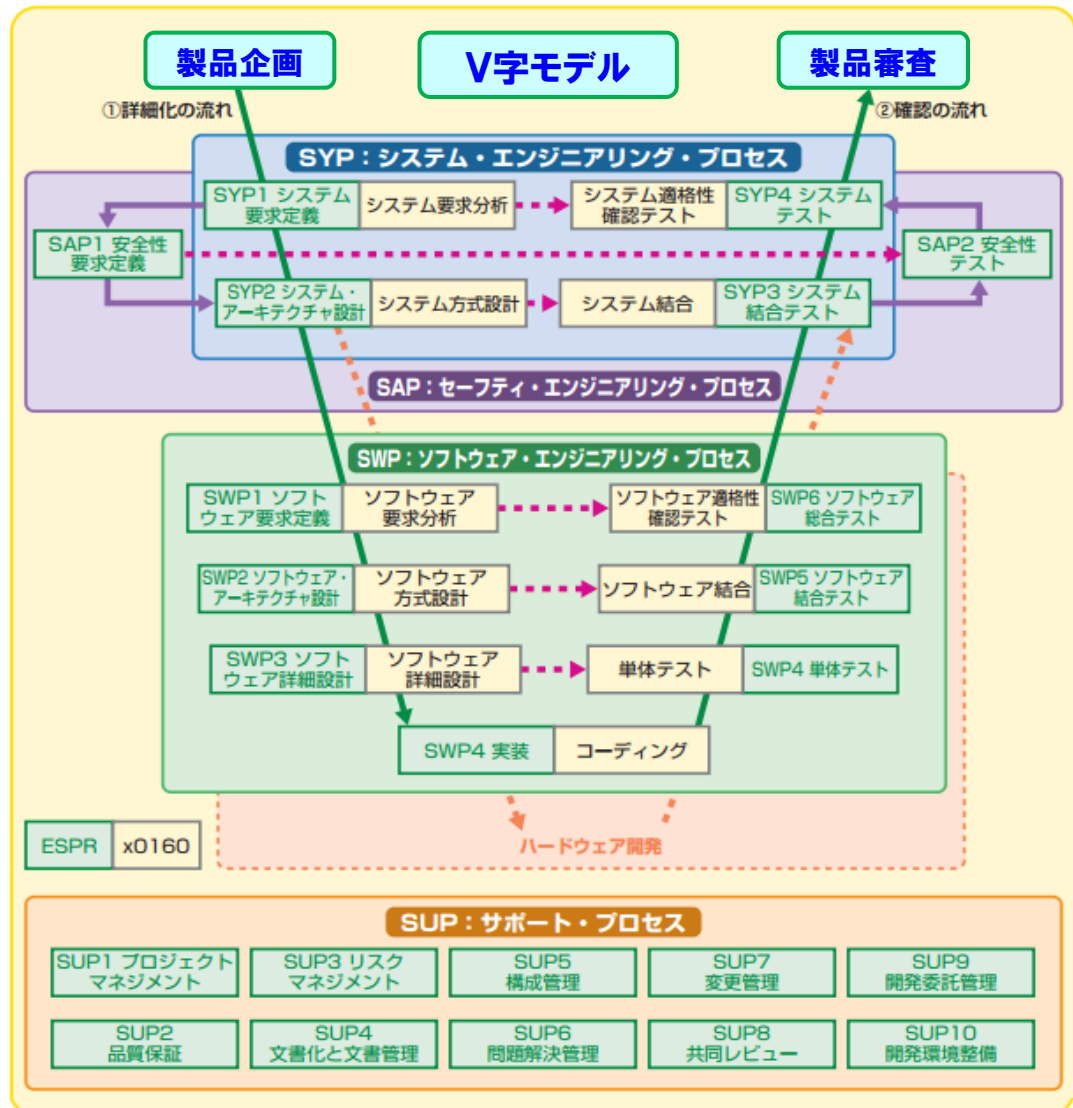 製品企画
V字モデル
製品審査
①詳細化の流れ
②確認の流れ
SYP：システム・エンジニアリング・プロセス
SYP1 システム
要求定義
システム要求分析
システム適格性
確認テスト
SYP4 システム
テスト
SAP1 安全性
要求定義
SAP2 安全性
テスト
SYP2 システム・
アーキテクチャ設計
システム方式設計
システム結合
SYP3 システム
結合テスト
SAP：セーフティ・エンジニアリング・プロセス
SWP：ソフトウェア・エンジニアリング・プロセス
SWP1 ソフト
ウェア要求定義
ソフトウェア
要求分析
ソフトウェア適格性
確認テスト
SWP6 ソフトウェア
総合テスト
SWP2 ソフトウェア・
アーキテクチャ設計
ソフトウェア
方式設計
ソフトウェア結合
SWP5 ソフトウェア
結合テスト
SWP3 ソフト
ウェア詳細設計
ソフトウェア
詳細設計
単体テスト
SWP4 単体テスト
SWP4 実装
コーディング
ESPR
x0160
ハードウェア開発
SUP：サポート・プロセス
SUP1 プロジェクト
マネジメント
SUP3 リスク
マネジメント
SUP5
構成管理
SUP7
変更管理
SUP9
開発委託管理
SUP2
品質保証
SUP4
文書化と文書管理
SUP6
問題解決管理
SUP8
共同レビュー
SUP10
開発環境整備